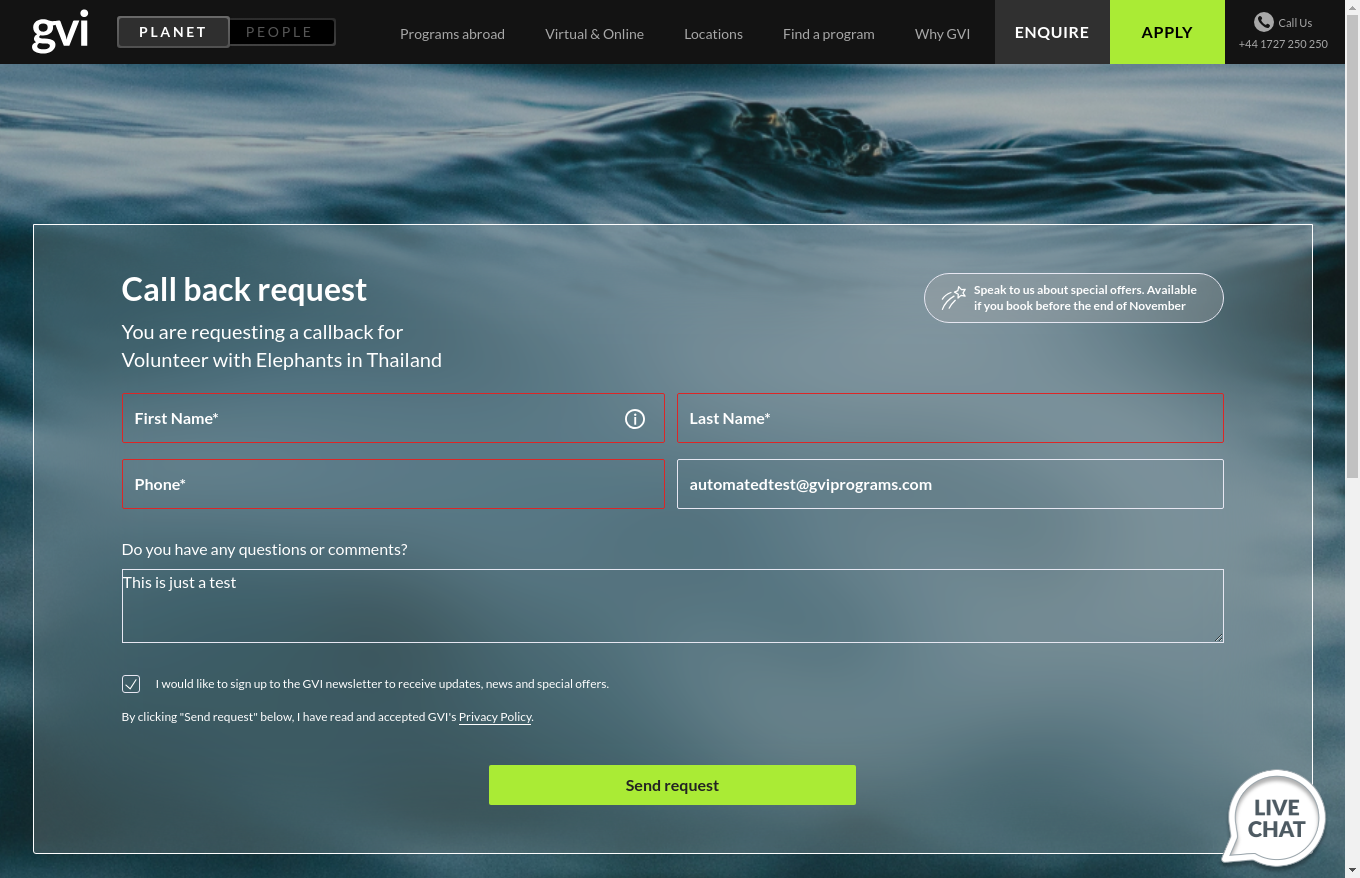 gvi
PLANET PEOPLE
Programs abroad
Virtual & Online
Locations
Find a program
Why GVI
ENQUIRE
APPLY
Call Us
+44 1727 250 250
Call back request
You are requesting a callback for
Volunteer with Elephants in Thailand
Speak to us about special offers. Available
if you book before the end of November
First Name*
Last Name*
Phone*
automatedtest@gviprograms.com
Do you have any questions or comments?
This is just a test
I would like to sign up to the GVI newsletter to receive updates, news and special offers.
By clicking "Send request" below, I have read and accepted GVI's Privacy Policy.
Send request
LIVE
CHAT